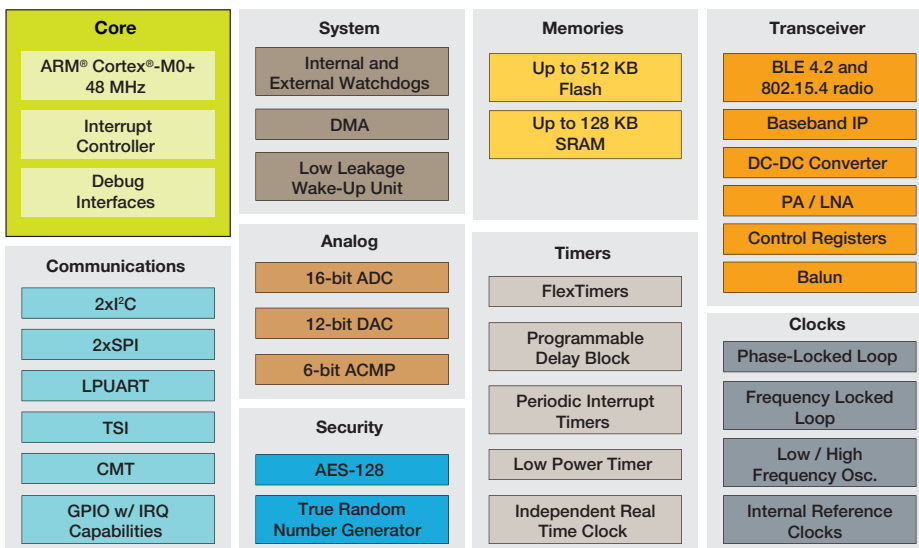 Core
ARM® Cortex®-M0+
48 MHz
Interrupt
Controller
Debug
Interfaces
System
Internal and
External Watchdogs
DMA
Low Leakage
Wake-Up Unit
Memories
Up to 512 KB
Flash
Up to 128 KB
SRAM
Transceiver
BLE 4.2 and
802.15.4 radio
Baseband IP
DC-DC Converter
PA / LNA
Control Registers
Balun
Communications
2xI²C
2xSPI
LPUART
TSI
CMT
GPIO w/ IRQ
Capabilities
Analog
16-bit ADC
12-bit DAC
6-bit ACMP
Security
AES-128
True Random
Number Generator
Timers
FlexTimers
Programmable
Delay Block
Periodic Interrupt
Timers
Low Power Timer
Independent Real
Time Clock
Clocks
Phase-Locked Loop
Frequency Locked
Loop
Low / High
Frequency Osc.
Internal Reference
Clocks